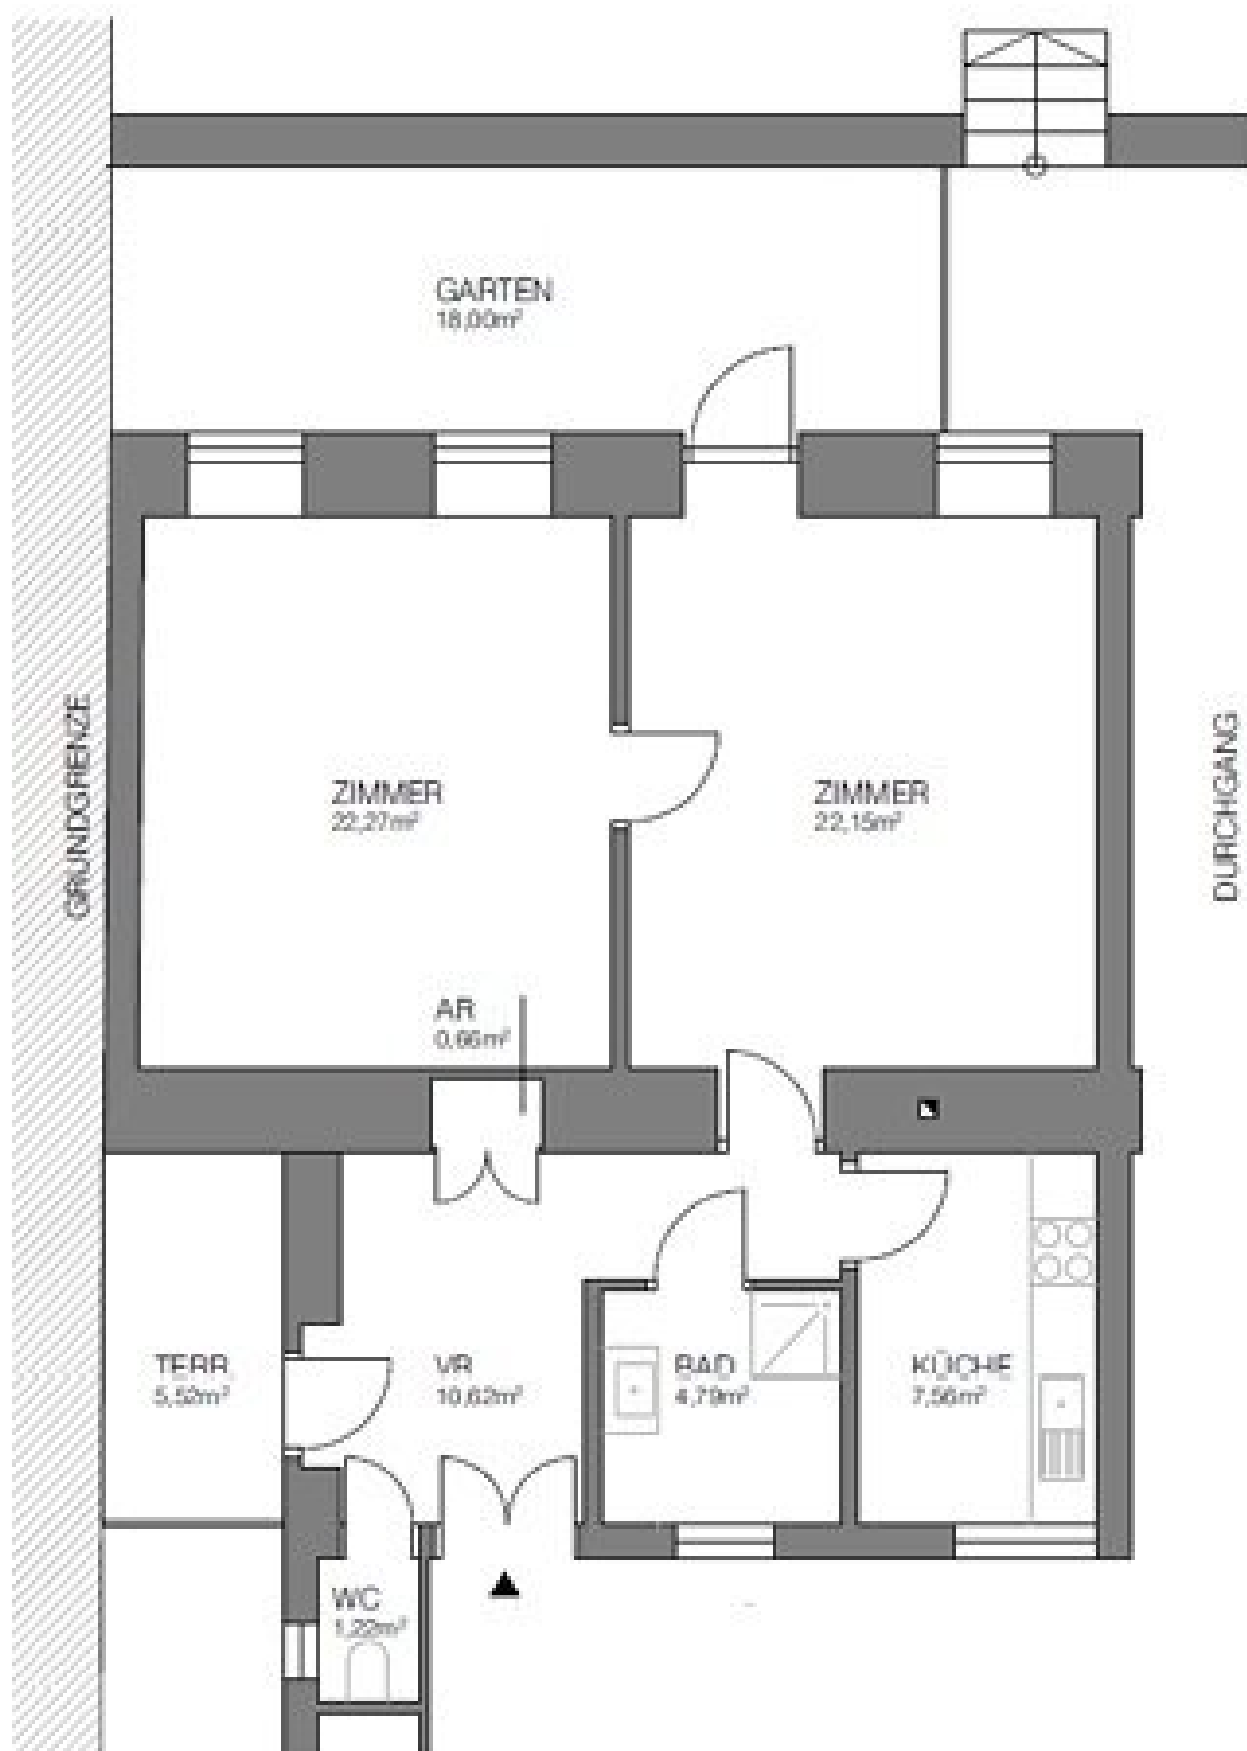 GARTEN
18,00m²
GRUNDGRENZE
ZIMMER
22,27m²
ZIMMER
22,15m²
DURCHGANG
AR
0,66m²
TERR.
5,52m²
VR
10,62m²
BAD
4,79m²
KÜCHE
7,56m²
WC
1,22m²